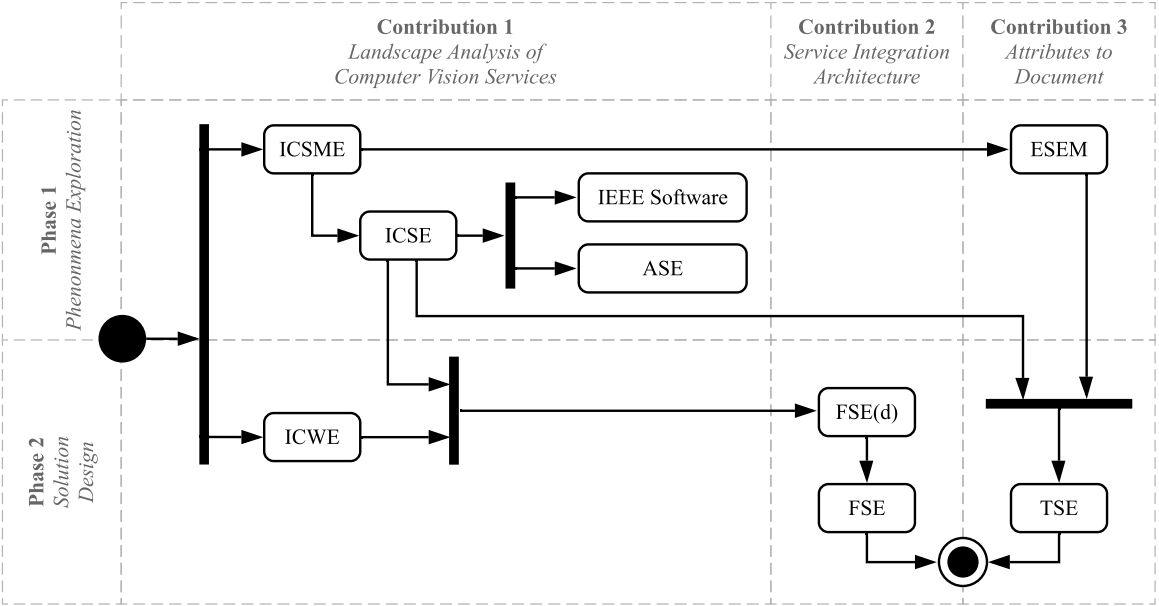 Contribution 1
Landscape Analysis of
Computer Vision Services
Contribution 2
Service Integration
Architecture
Contribution 3
Attributes to
Document
Phase 1
Phenonmena Exploration
ICSME
ESEM
IEEE Software
ICSE
ASE
Phase 2
Solution
Design
FSE(d)
ICWE
FSE
TSE